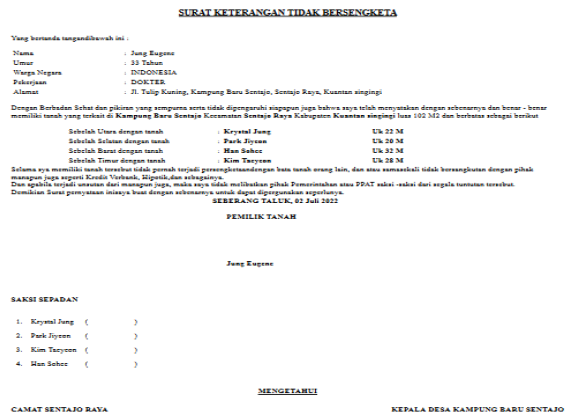 SURAT KETERANGAN TIDAK BERSENGKETA
Yang bertanda tangandibawah ini :
Nama : Jung Eugene
Umur : 33 Tahun
Warga Negara : INDONESIA
Pekerjaan : DOKTER
Alamat : Jl. Tulip Kuning, Kampung Baru Sentajo, Sentajo Raya, Kuantan singingi
Dengan Berbadan Sehat dan pikiran yang sempurna serta tidak dipengaruhi siapapun juga bahwa saya telah menyatakan dengan sebenarnya dan benar - benar
memiliki tanah yang terkait di Kampung Baru Sentajo Kecamatan Sentajo Raya Kabupaten Kuantan singingi luas 102 M2 dan berbatas sebagai berikut
Sebelah Utara dengan tanah : Krystal Jung Uk 22 M
Sebelah Selatan dengan tanah : Park Jiyeon Uk 20 M
Sebelah Barat dengan tanah : Han Sohee Uk 32 M
Sebelah Timur dengan tanah : Kim Taeyeon Uk 28 M
Selama sya memiliki tanah tersebut tidak pernah terjadi persengketaandengan bata tanah orang lain, dan atau samasekali tidak bersangkutan dengan pihak
manapun juga seperti Kredit Verbank, Hipotik,dan sebagainya.
Dan apabila terjadi unsutan dari manapun juga, maka saya tidak melibatkan pihak Pemerintahan atau PPAT saksi -saksi dari segala tuntutan tersebut.
Demikian Surat pernyataan inisaya buat dengan sebenarnya untuk dapat dipergunakan seperlunya.
SEBERANG TALUK, 02 Juli 2022
PEMILIK TANAH
Jung Eugene
SAKSI SEPADAN
1. Krystal Jung ( )
2. Park Jiyeon ( )
3. Kim Taeyeon ( )
4. Han Sohee ( )
MENGETAHUI
CAMAT SENTAJO RAYA KEPALA DESA KAMPUNG BARU SENTAJO